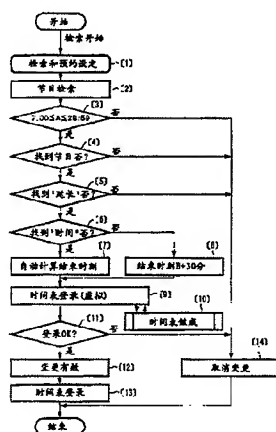 开始
检索开始
检索和预约设定
(1)
节目检索
(2)
(3)
否
是
(4)
找到节目否?
否
是
(5)
找到'延长'否?
否
是
(6)
找到'时间'否?
否
是
(7)
(8)
自动计算结束时刻
结束时刻B+30分
时间表登录(虚拟)
(9)
(10)
(11)
登录OK?
否
是
(12)
(14)
变更有效
取消变更
时间表登录
(13)
结束